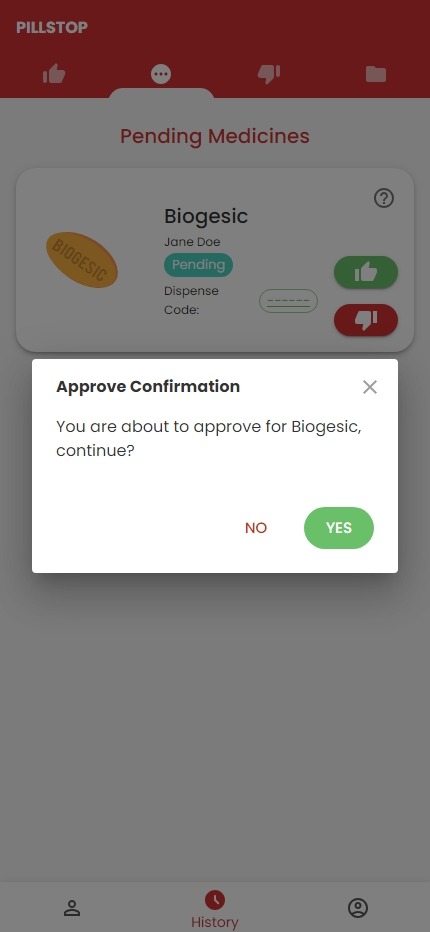 PILLSTOP
Pending Medicines
Biogesic
Jane Doe
BIOGESIC
Pending
Dispense
Code:
------
Approve Confirmation
You are about to approve for Biogesic,
continue?
NO
YES
History